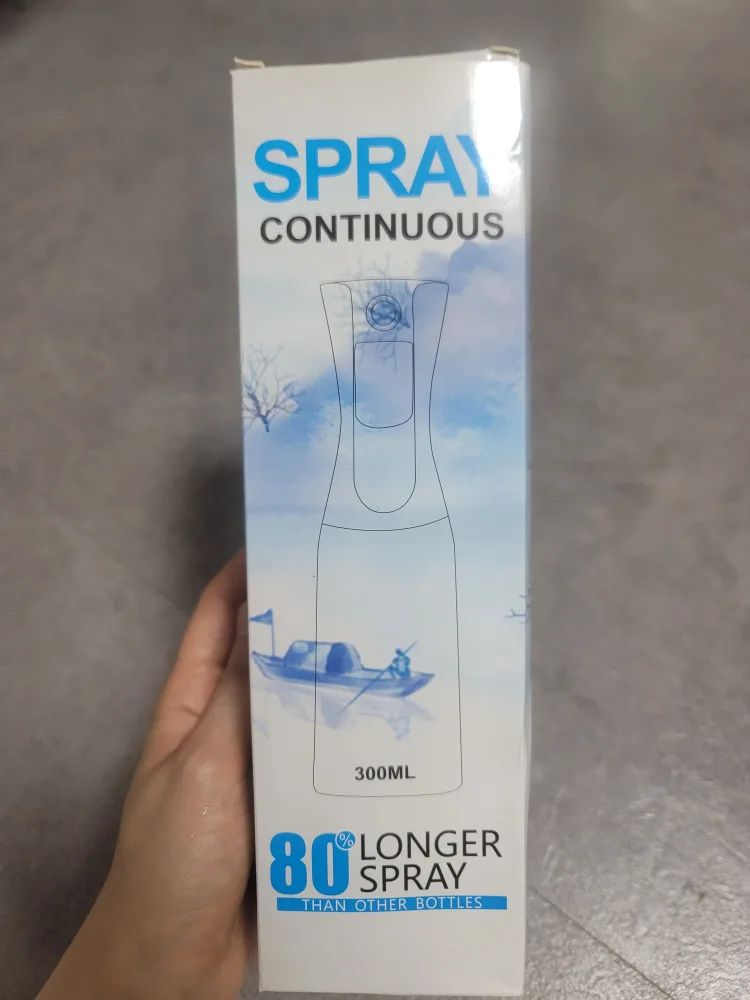 SPRAY
CONTINUOUS
300ML
80% LONGER
SPRAY
THAN OTHER BOTTLES